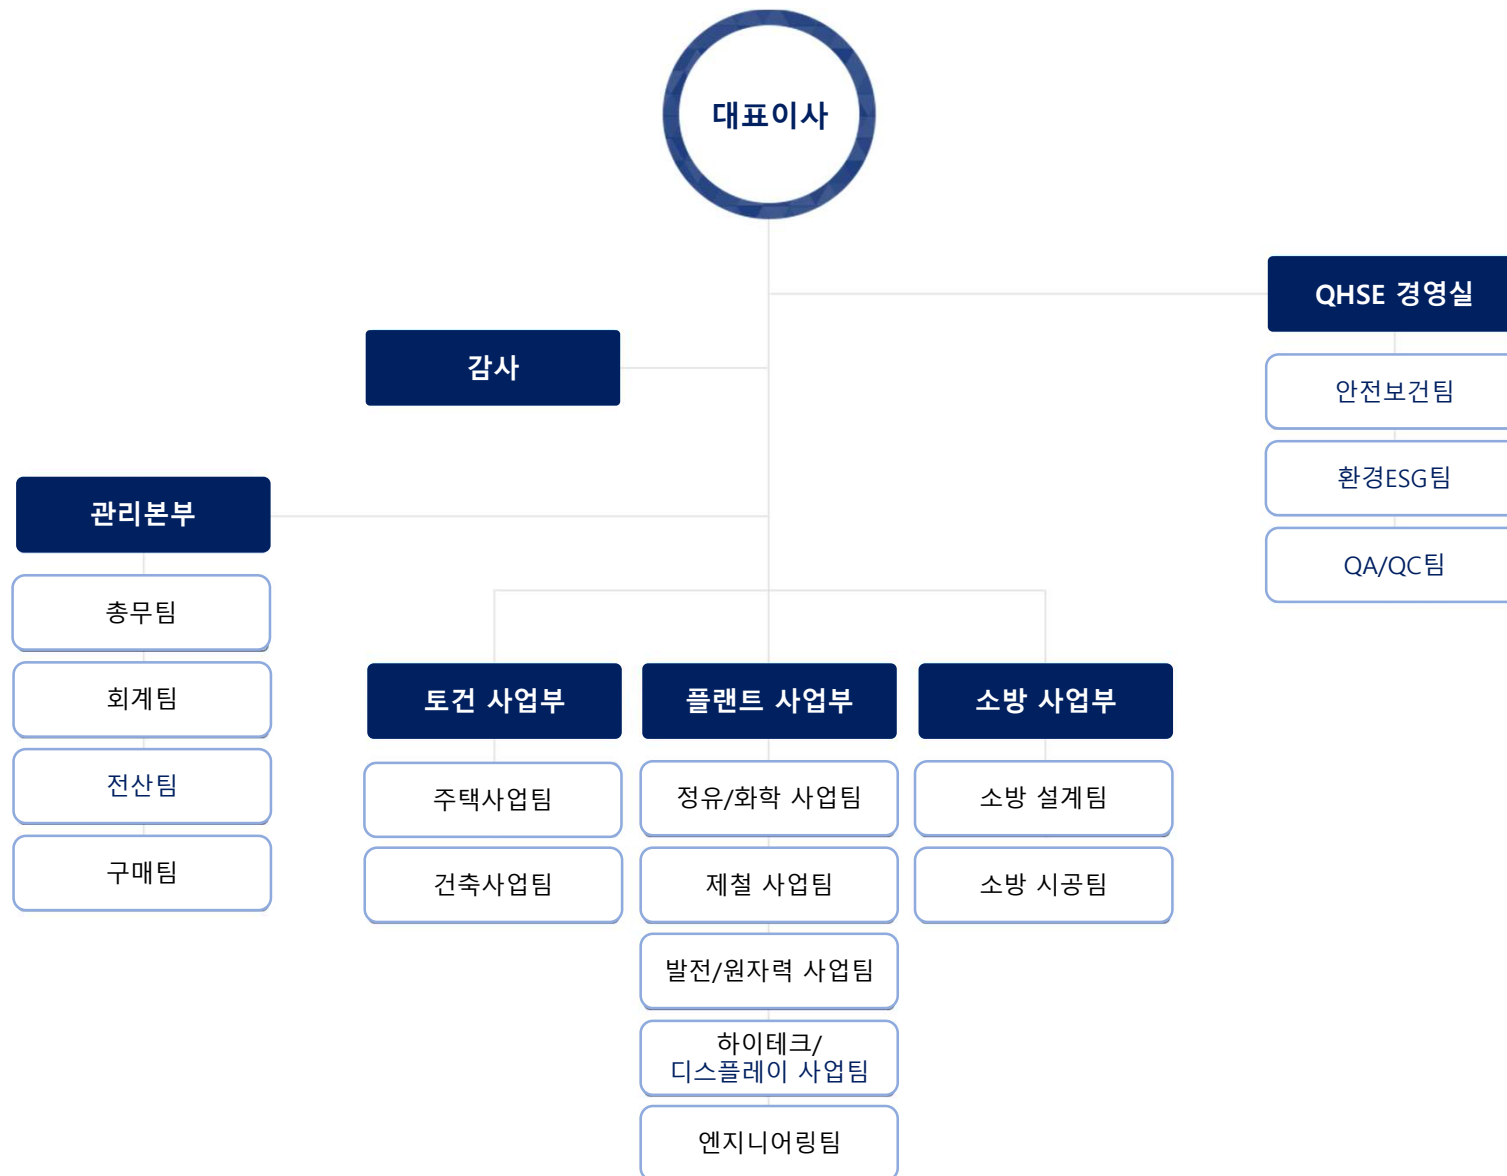 대표이사
QHSE 경영실
안전보건팀
환경ESG팀
QA/QC팀
감사
관리본부
총무팀
회계팀
전산팀
구매팀
토건 사업부
주택사업팀
건축사업팀
플랜트 사업부
정유/화학 사업팀
제철 사업팀
발전/원자력 사업팀
하이테크/
디스플레이 사업팀
엔지니어링팀
소방 사업부
소방 설계팀
소방 시공팀